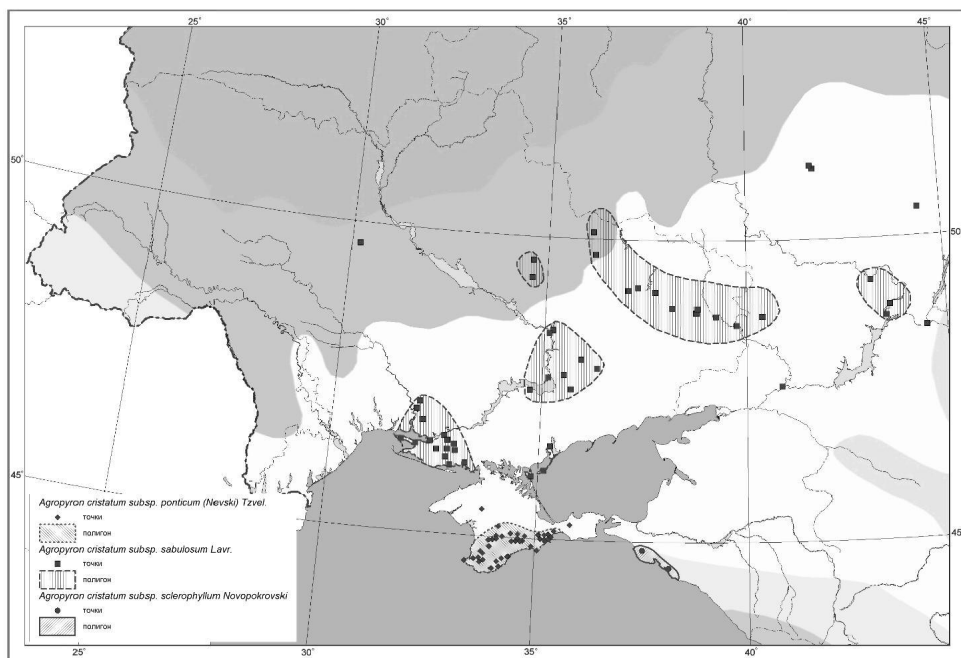 25°
30°
35°
40°
45°
50°
50°
45°
45°
Agropyron cristatum subsp. ponticum (Nevski) Tzvel.
точки
полигон
Agropyron cristatum subsp. sabulosum Lavr.
точки
полигон
Agropyron cristatum subsp. sclerophyllum Novopokrovski
точки
полигон
25°
30°
35°
40°